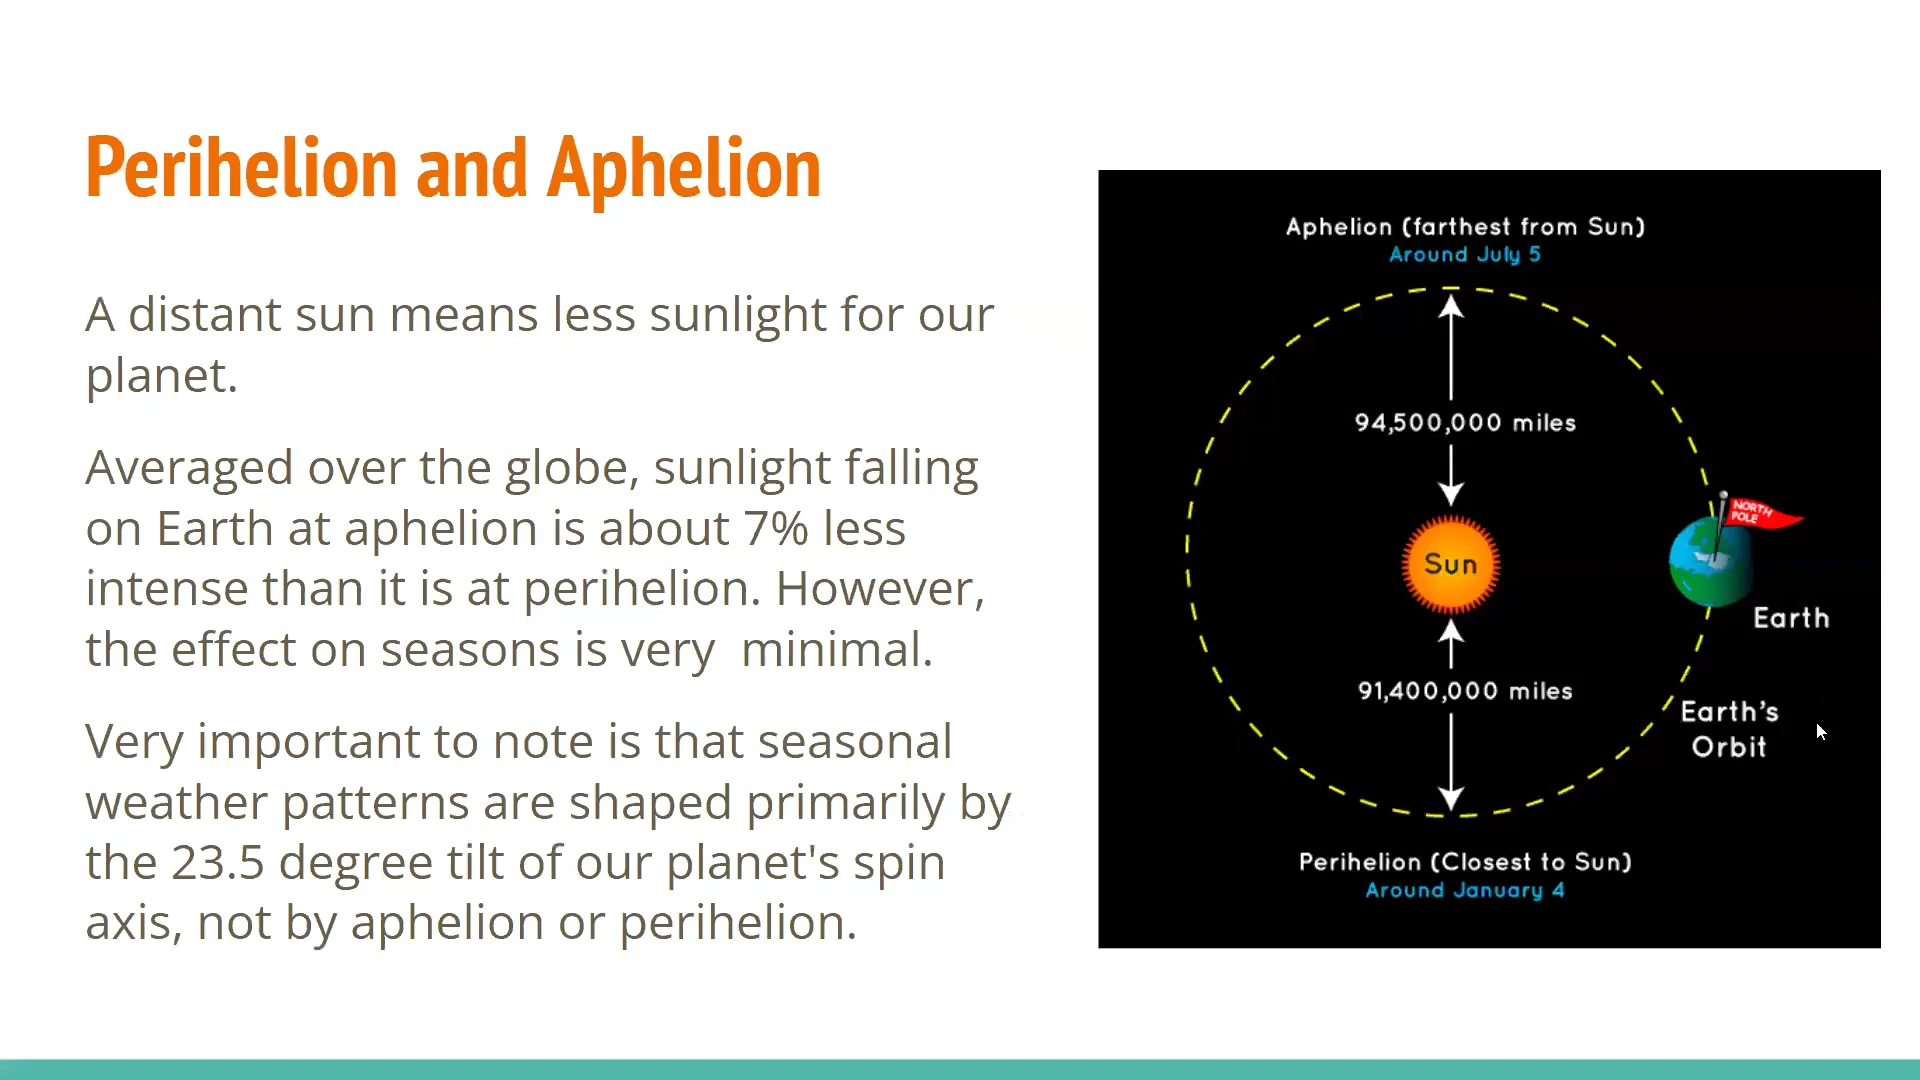 Perihelion and Aphelion
A distant sun means less sunlight for our
planet.
Averaged over the globe, sunlight falling
on Earth at aphelion is about 7% less
intense than it is at perihelion. However,
the effect on seasons is very  minimal.
Very important to note is that seasonal
weather patterns are shaped primarily by
the 23.5 degree tilt of our planet's spin
axis, not by aphelion or perihelion.
Aphelion (farthest from Sun)
Around July 5
94,500,000 miles
NORTH
POLE
Sun
Earth
91,400,000 miles
Earth's
Orbit
Perihelion (Closest to Sun)
Around January 4